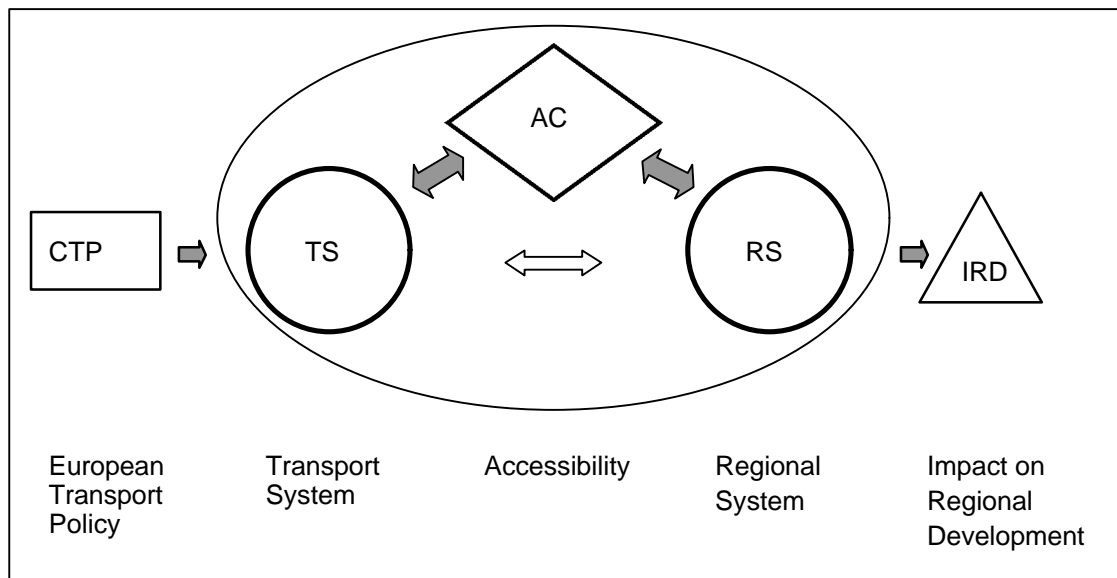 AC
CTP
TS
RS
IRD
European
Transport
Policy
Transport
System
Accessibility
Regional
System
Impact on
Regional
Development